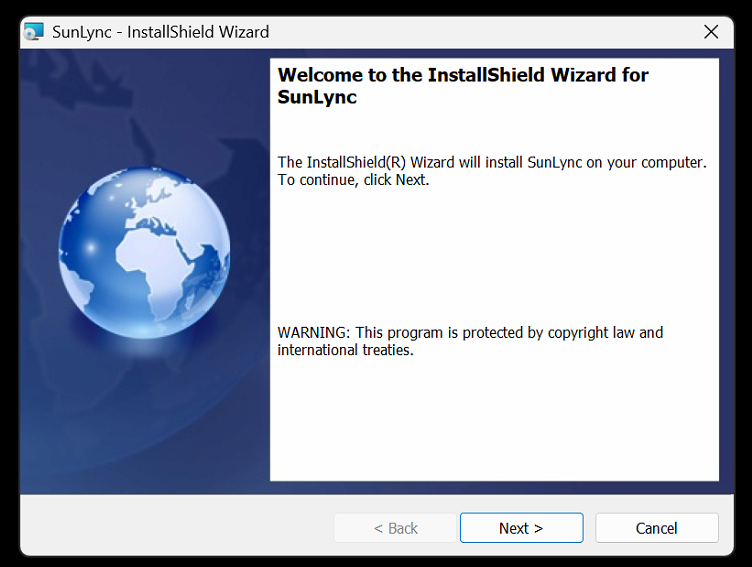 SunLync - InstallShield Wizard
Welcome to the InstallShield Wizard for
SunLync
The InstallShield(R) Wizard will install SunLync on your computer.
To continue, click Next.
WARNING: This program is protected by copyright law and
international treaties.
< Back
Next >
Cancel